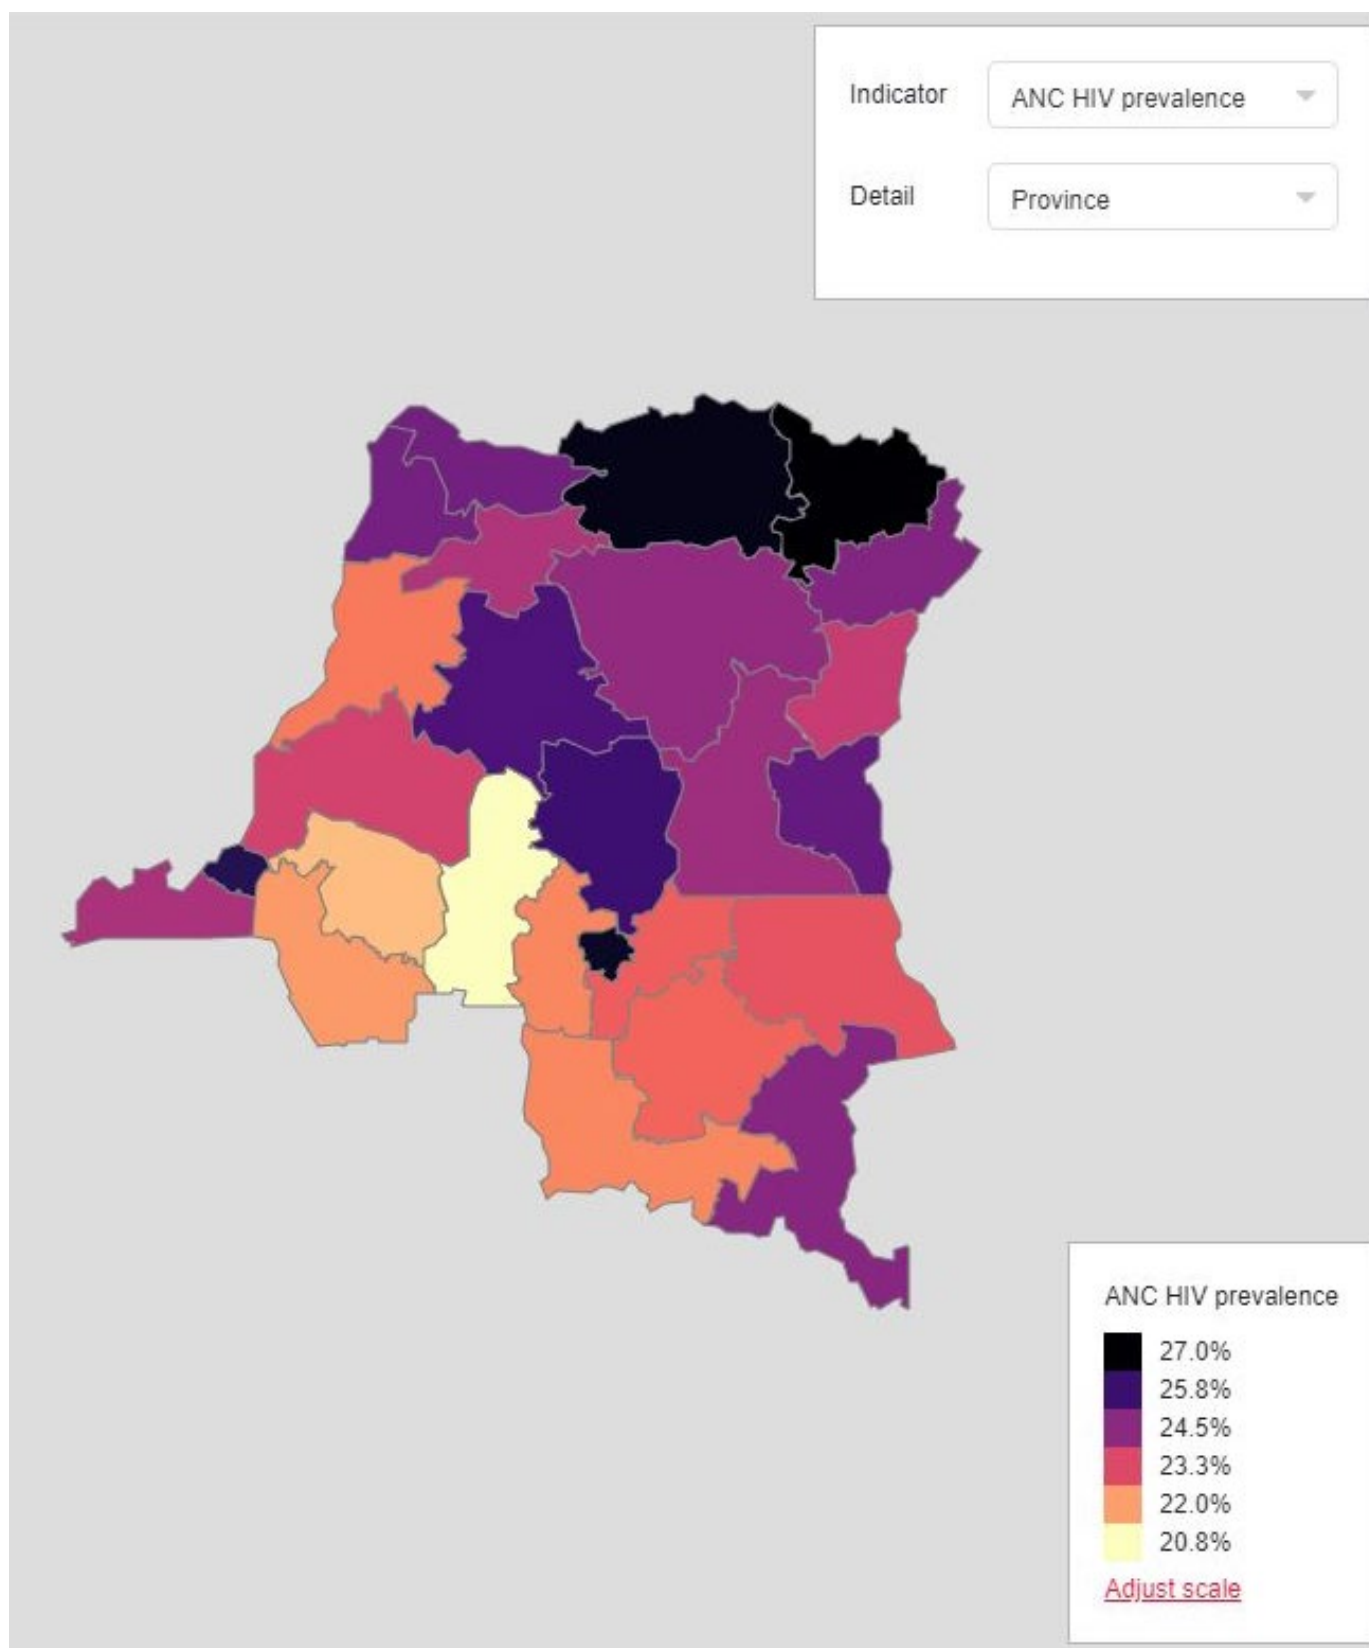 Indicator ANC HIV prevalence
Detail Province
ANC HIV prevalence
27.0%
25.8%
24.5%
23.3%
22.0%
20.8%
Adjust scale